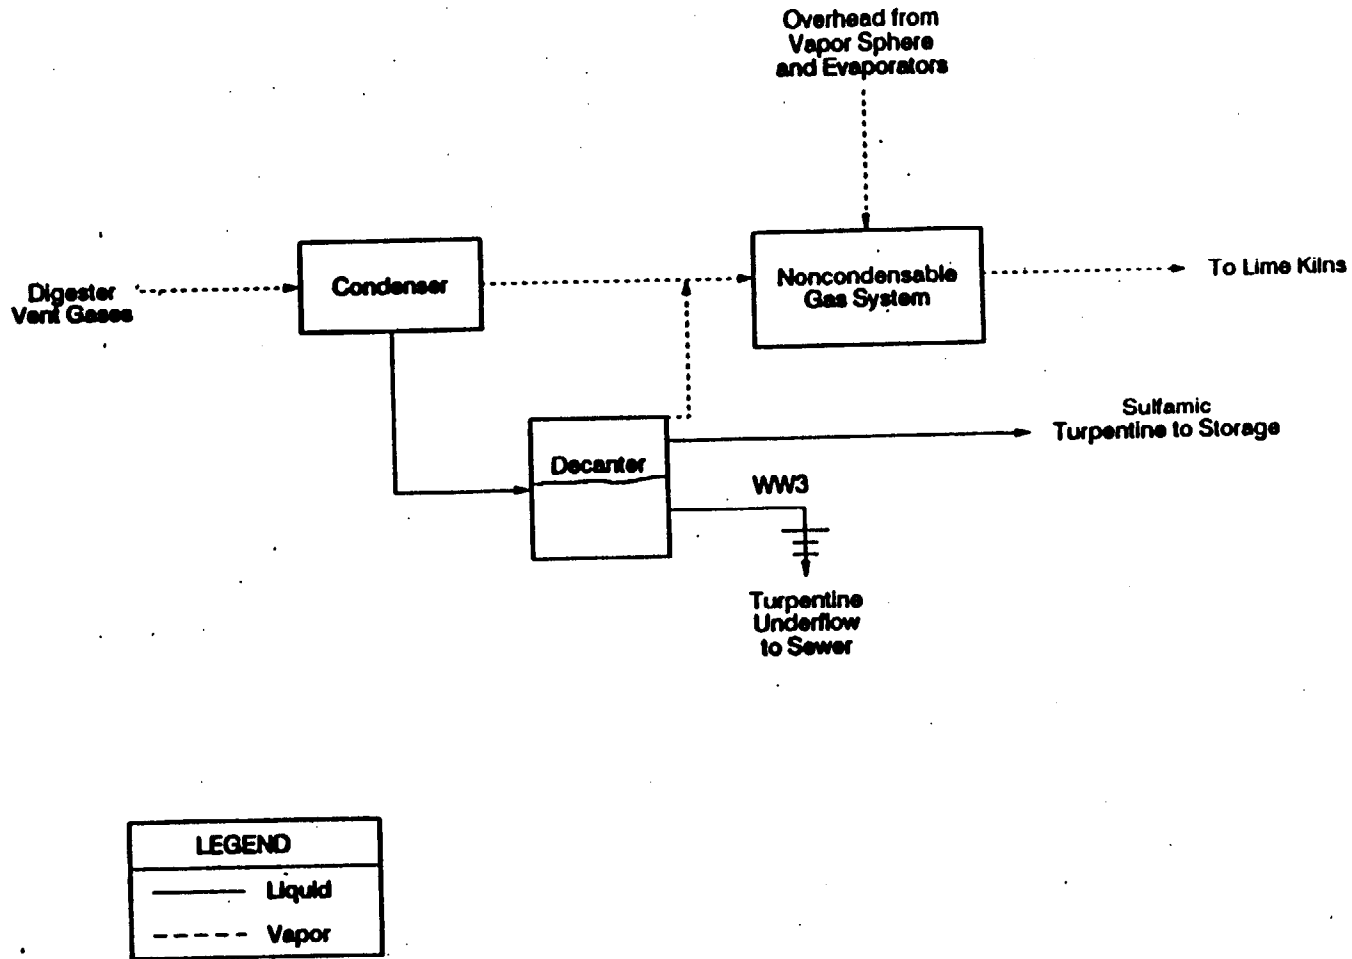 Overhead from
Vapor Sphere
and Evaporators
Digester
Vent Gases
Condenser
Noncondensable
Gas System
To Lime Kilns
Sulfamic
Turpentine to Storage
Decanter
WW3
Turpentine
Underflow
to Sewer
LEGEND
Liquid
Vapor